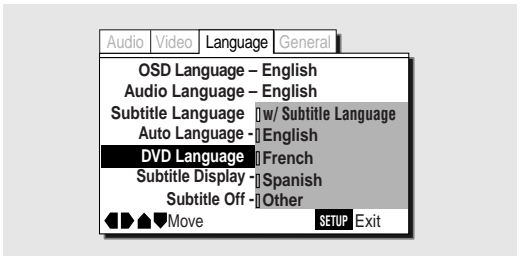 Audio Video Language General
OSD Language – English
Audio Language – English
Subtitle Language w/ Subtitle Language
Auto Language - English
DVD Language French
Subtitle Display - Spanish
Subtitle Off - Other
Move SETUP Exit